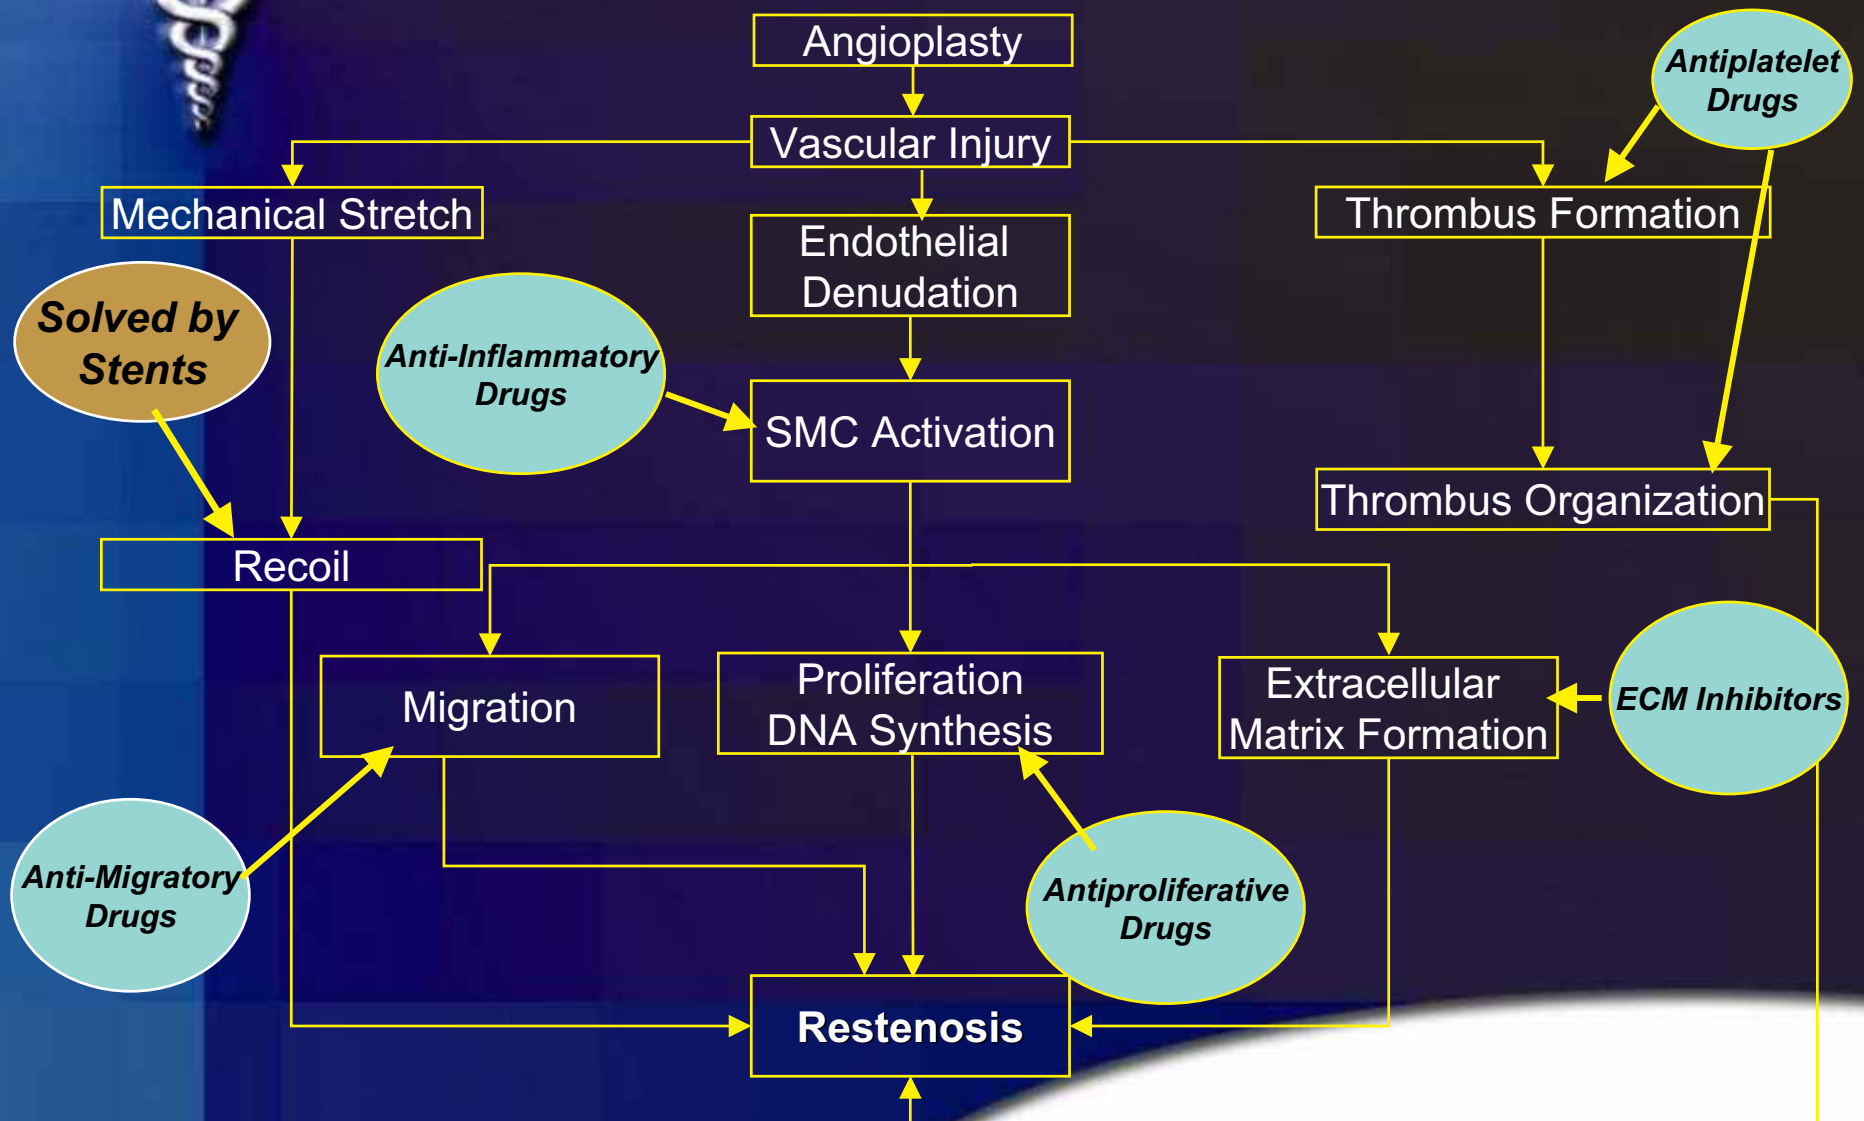 Angioplasty
Antiplatelet
Drugs
Vascular Injury
Mechanical Stretch
Thrombus Formation
Endothelial
Denudation
Solved by
Stents
Anti-Inflammatory
Drugs
SMC Activation
Thrombus Organization
Recoil
Migration
Proliferation
DNA Synthesis
Extracellular
Matrix Formation
ECM Inhibitors
Anti-Migratory
Drugs
Antiproliferative
Drugs
Restenosis